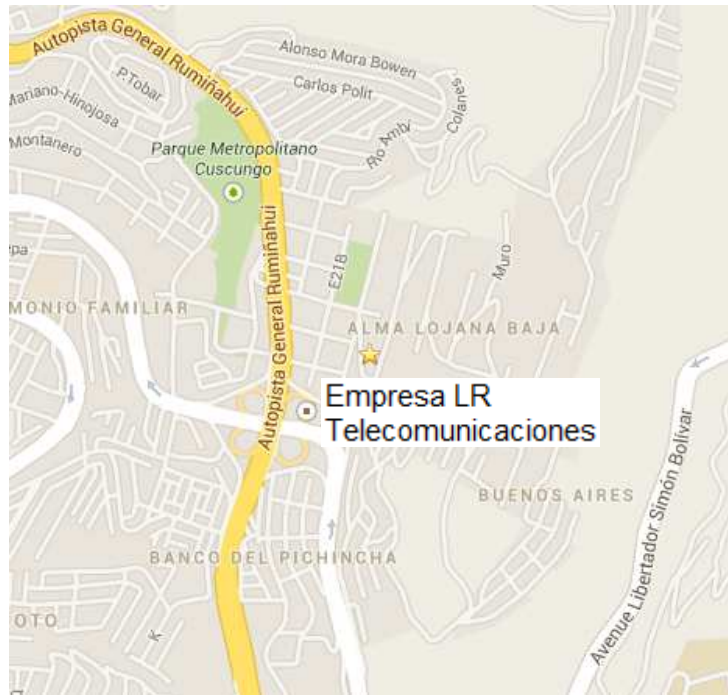 Autopista General Rumiñahui
Alonso Mora Bowen
Carlos Polit
P.Tobar
Colanes
Mariano-Hinojosa
Montanero
Río Ambi
Parque Metropolitano
Cuscungo
Muro
E21B
Autopista General Rumiñahui
MONIO FAMILIAR
ALMA LOJANA BAJA
Empresa LR
Telecomunicaciones
Avenue Libertador Simón Bolívar
BUENOS AIRES
BANCO DEL PICHINCHA
OTO
K